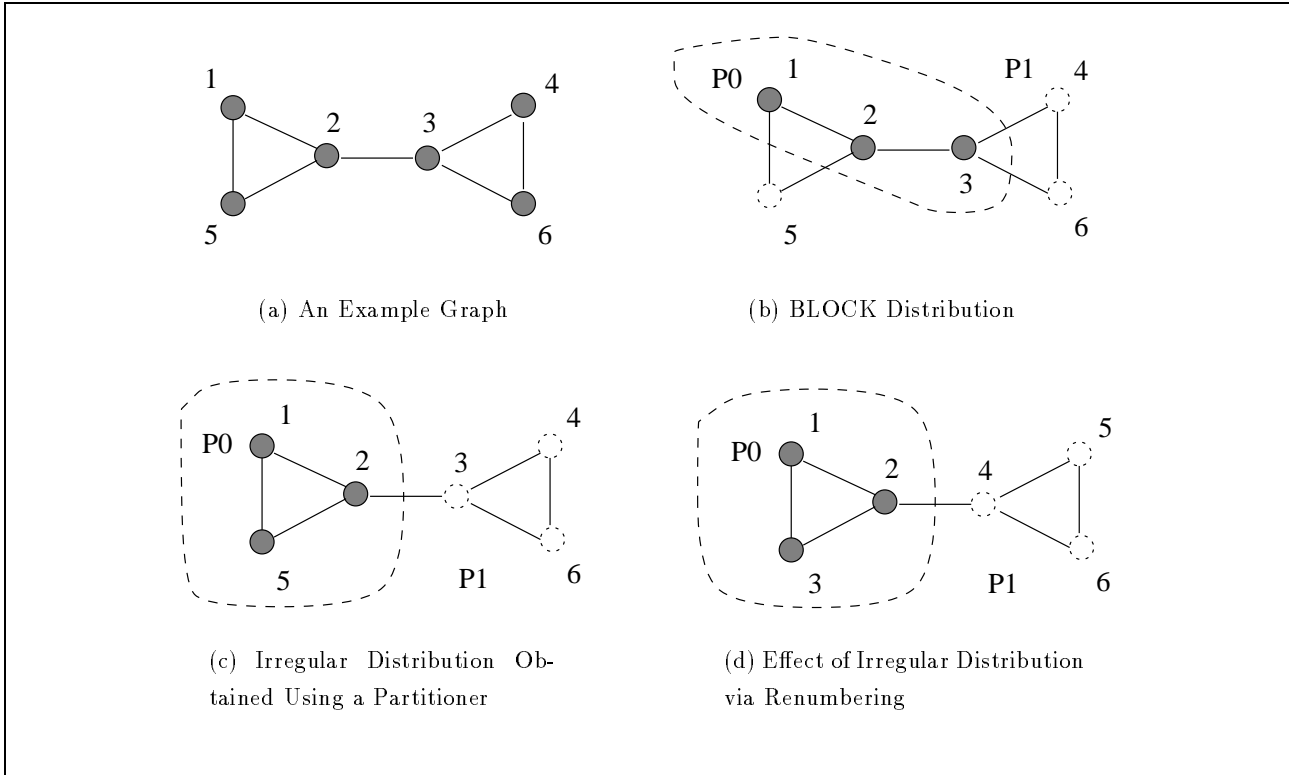 1
4
2
3
5
6
(a) An Example Graph
P0
1
P1
4
2
3
5
6
(b) BLOCK Distribution
1
P0
4
2
3
5
P1
6
(c) Irregular Distribution Ob-
tained Using a Partitioner
1
P0
5
2
4
3
P1
6
(d) Effect of Irregular Distribution
via Renumbering